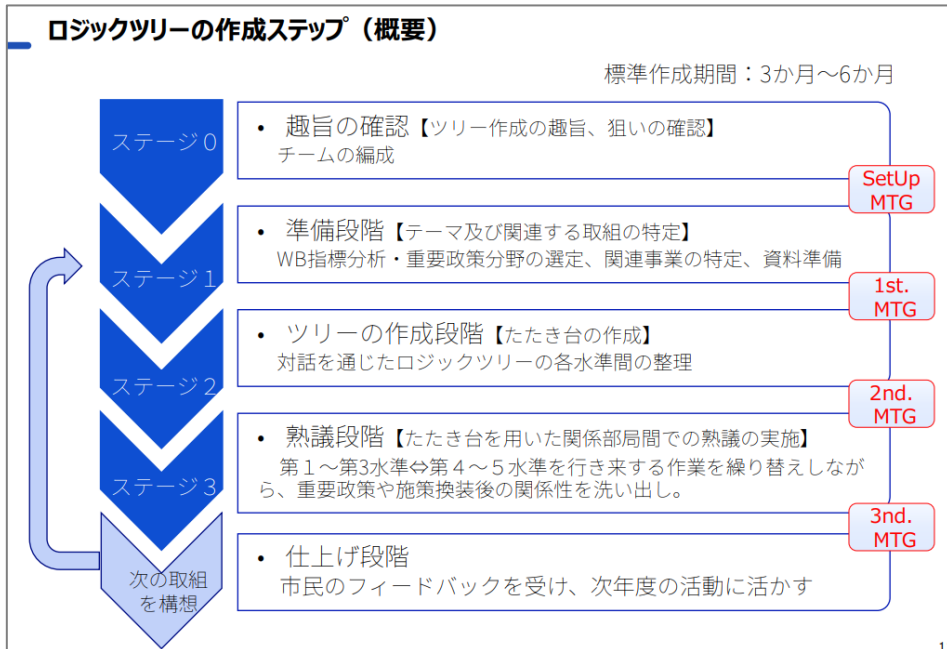 ロジックツリーの作成ステップ（概要）
標準作成期間：3か月～6か月
ステージ０
• 趣旨の確認【ツリー作成の趣旨、狙いの確認】
チームの編成
SetUp
MTG
ステージ１
• 準備段階【テーマ及び関連する取組の特定】
WB指標分析・重要政策分野の選定、関連事業の特定、資料準備
1st.
MTG
ステージ２
• ツリーの作成段階【たたき台の作成】
対話を通じたロジックツリーの各水準間の整理
2nd.
MTG
ステージ３
• 熟議段階【たたき台を用いた関係部局間での熟議の実施】
第１～第3水準⇔第４～５水準を行き来する作業を繰り替えしなが
ら、重要政策や施策換装後の関係性を洗い出し。
3nd.
MTG
次の取組
を構想
• 仕上げ段階
市民のフィードバックを受け、次年度の活動に活かす
1